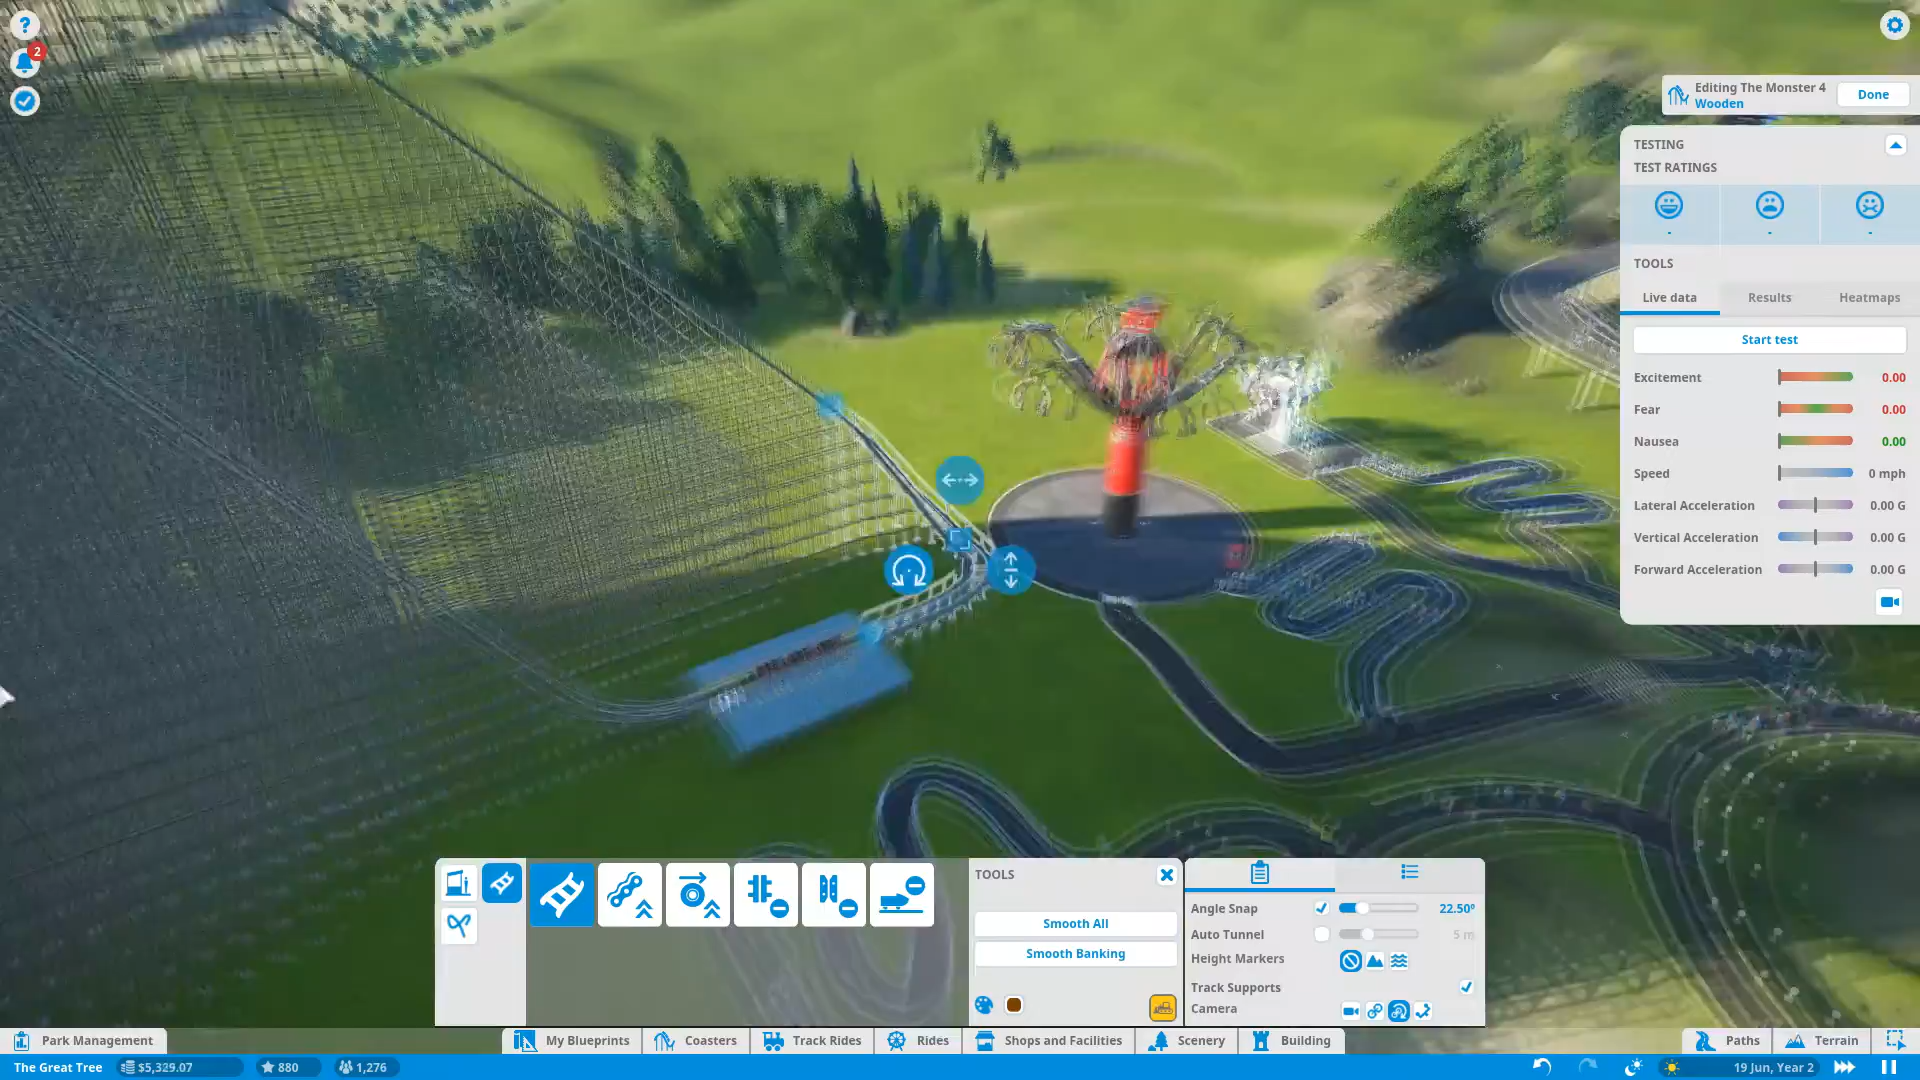 ?
2
Editing The Monster 4
Wooden
Done
TESTING
TEST RATINGS
- - -
TOOLS
Live data Results Heatmaps
Start test
Excitement 0.00
Fear 0.00
Nausea 0.00
Speed 0 mph
Lateral Acceleration 0.00 G
Vertical Acceleration 0.00 G
Forward Acceleration 0.00 G
TOOLS
Smooth All
Smooth Banking
Angle Snap 22.50°
Auto Tunnel 5 m
Height Markers
Track Supports
Camera
Park Management
My Blueprints Coasters Track Rides Rides Shops and Facilities Scenery Building
Paths Terrain
The Great Tree $5,329.07 880 1,276
19 Jun, Year 2